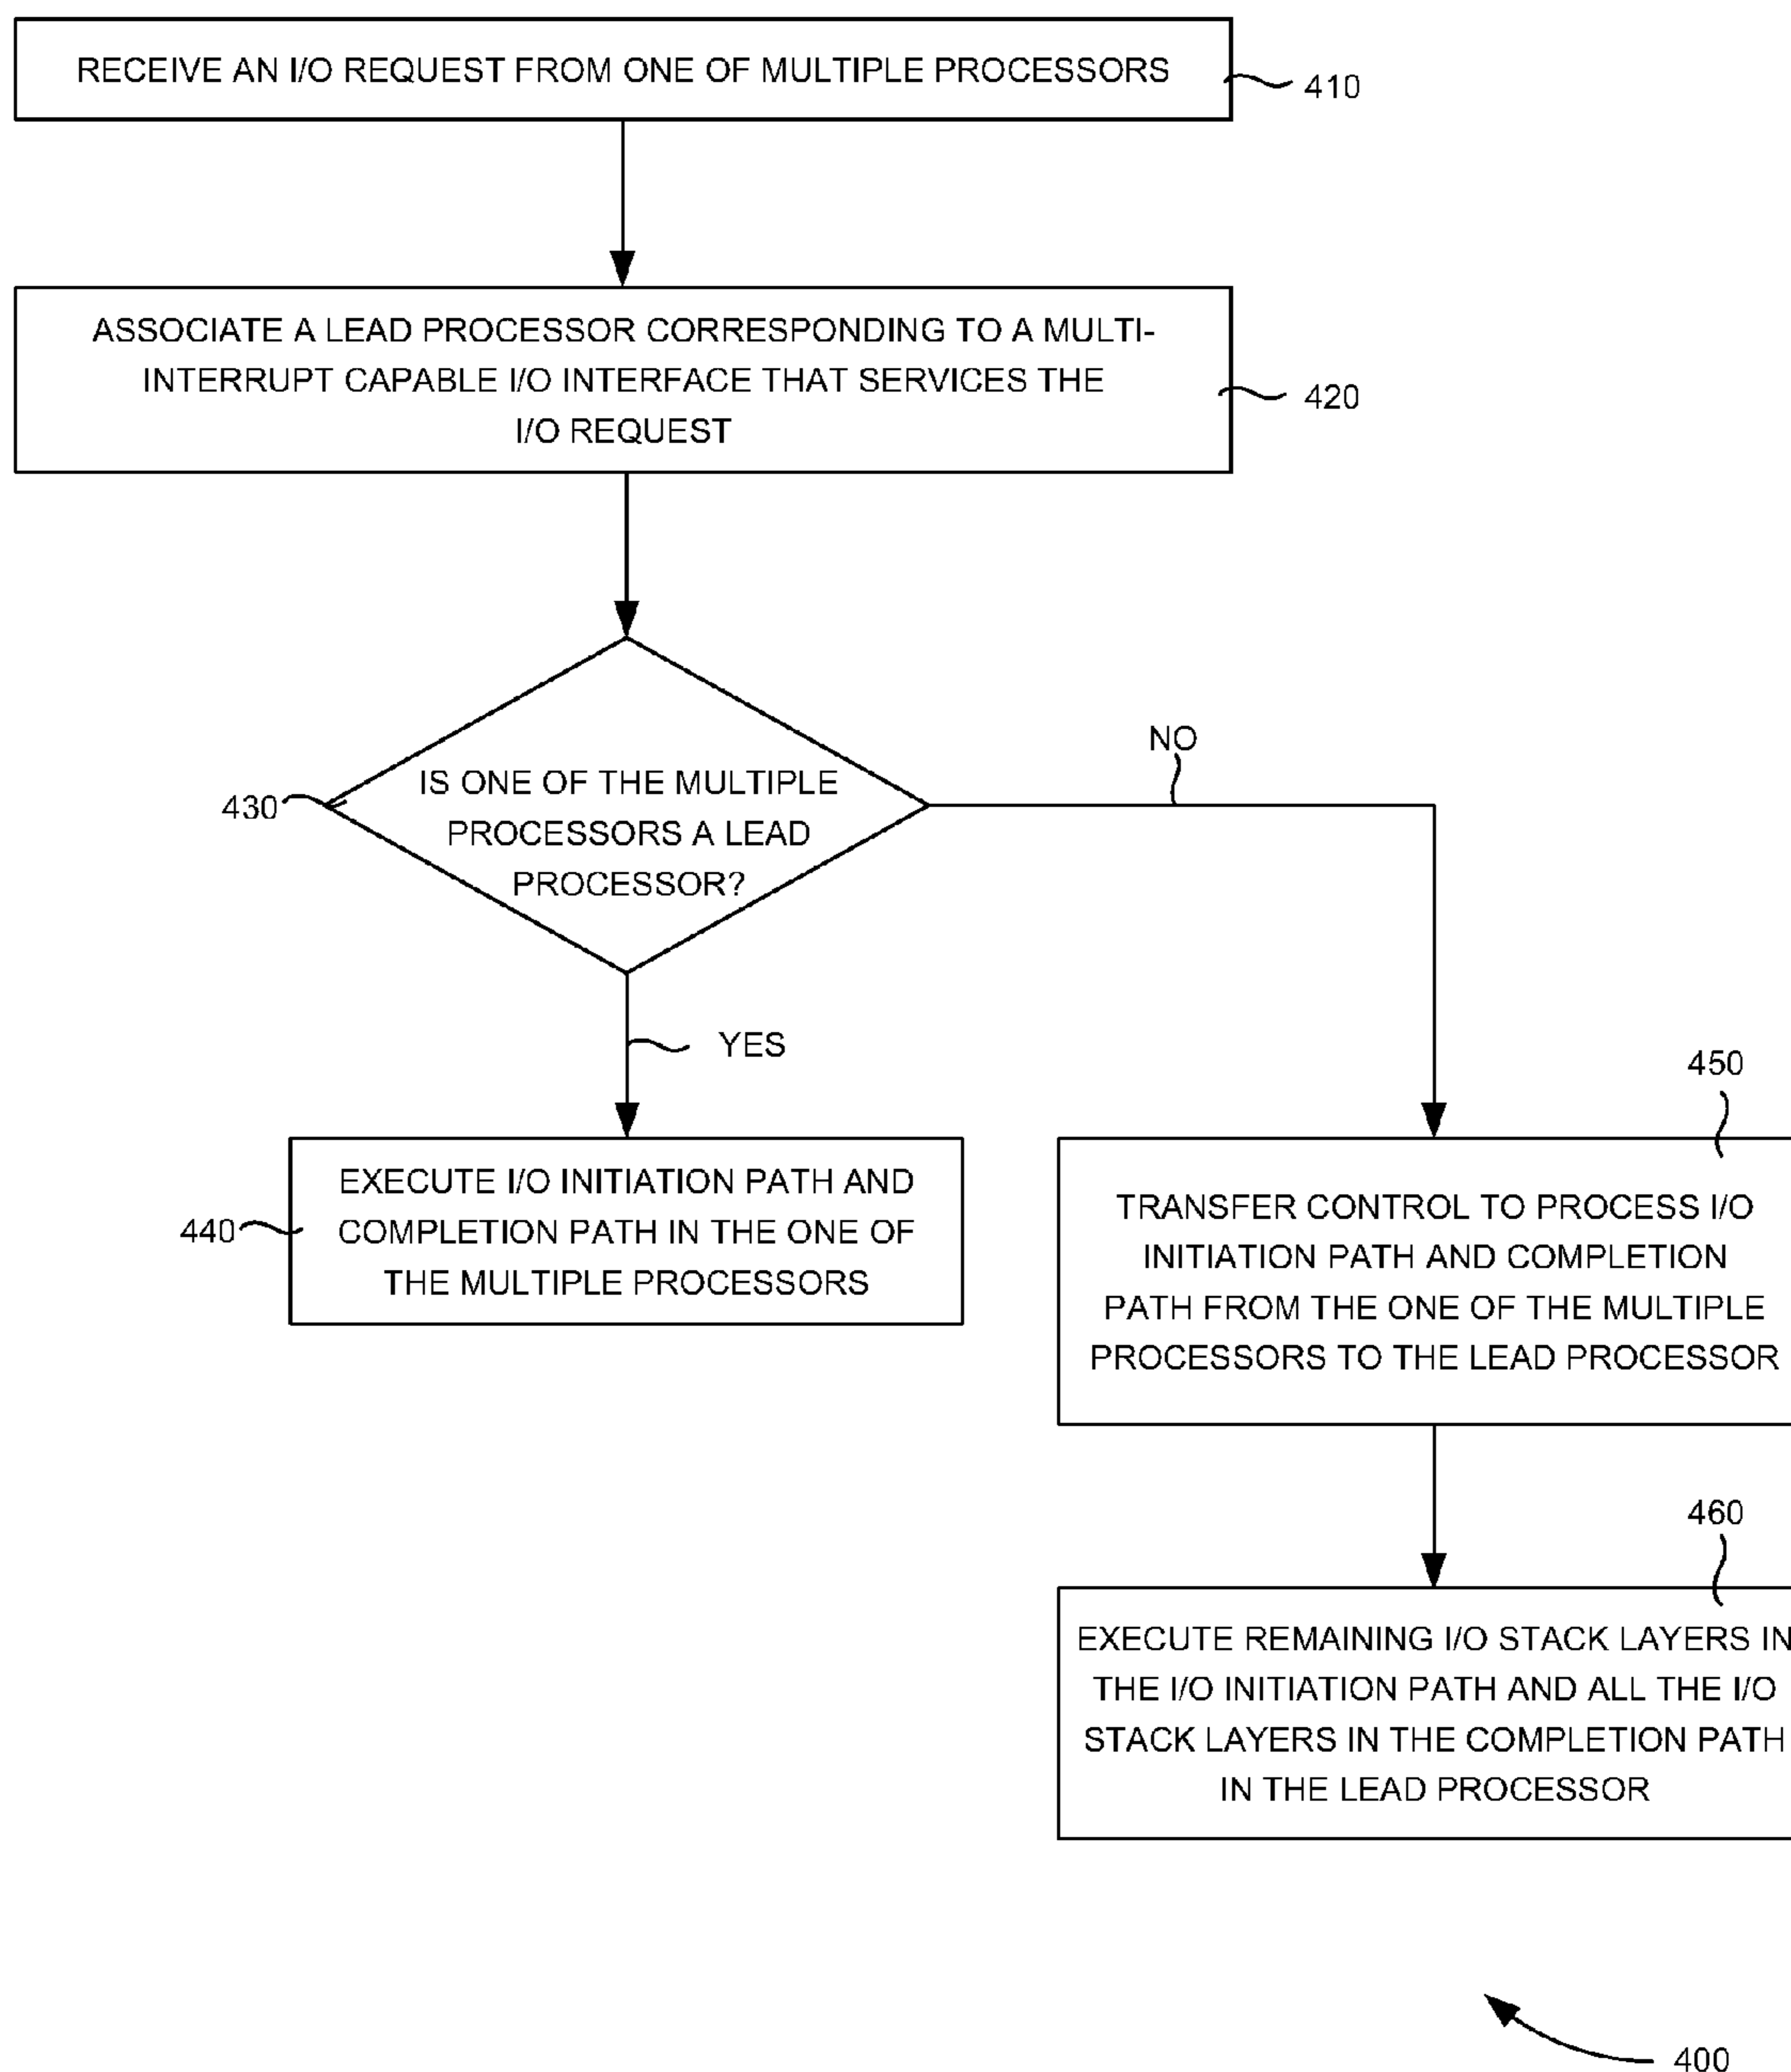 RECEIVE AN I/O REQUEST FROM ONE OF MULTIPLE PROCESSORS
410
ASSOCIATE A LEAD PROCESSOR CORRESPONDING TO A MULTI-
INTERRUPT CAPABLE I/O INTERFACE THAT SERVICES THE
I/O REQUEST
420
IS ONE OF THE MULTIPLE
PROCESSORS A LEAD
PROCESSOR?
430
NO
YES
EXECUTE I/O INITIATION PATH AND
COMPLETION PATH IN THE ONE OF
THE MULTIPLE PROCESSORS
440
450
TRANSFER CONTROL TO PROCESS I/O
INITIATION PATH AND COMPLETION
PATH FROM THE ONE OF THE MULTIPLE
PROCESSORS TO THE LEAD PROCESSOR
460
EXECUTE REMAINING I/O STACK LAYERS IN
THE I/O INITIATION PATH AND ALL THE I/O
STACK LAYERS IN THE COMPLETION PATH
IN THE LEAD PROCESSOR
400